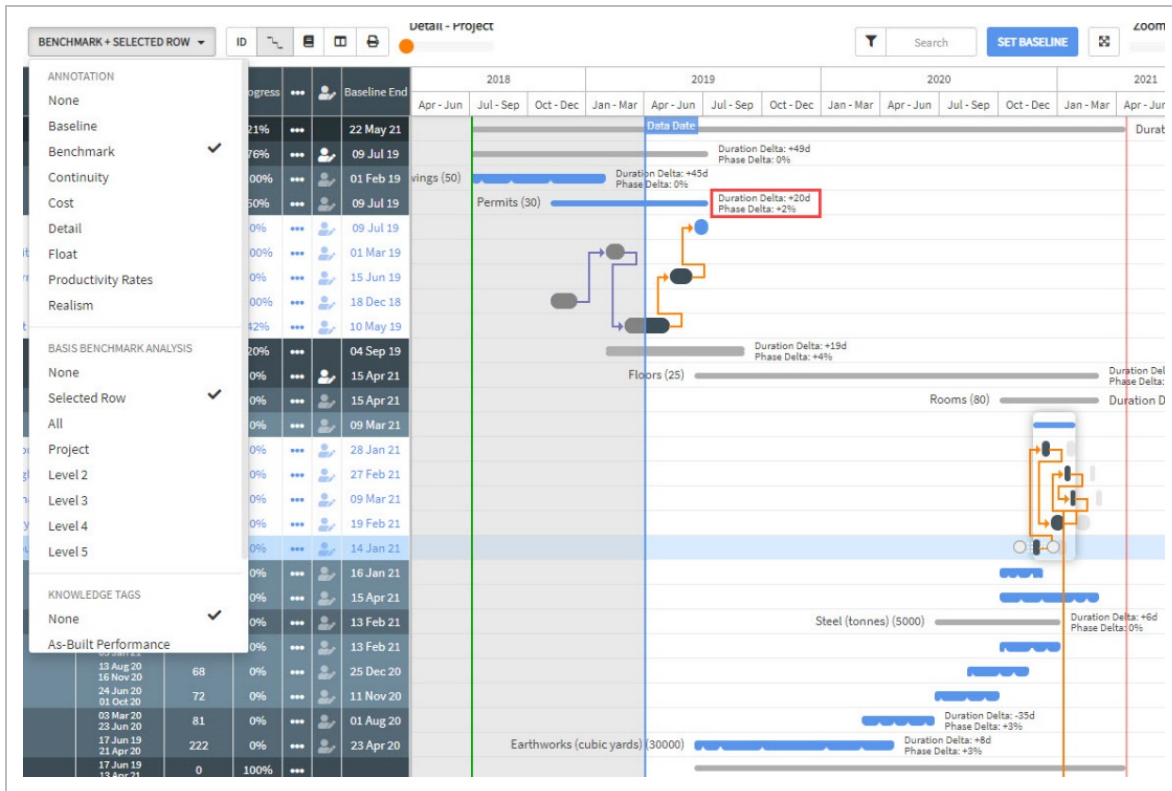 Detail - Project
Zoom
BENCHMARK + SELECTED ROW
ID
Search
SET BASELINE
ANNOTATION
None
Baseline
Benchmark
Continuity
Cost
Detail
Float
Productivity Rates
Realism
BASIS BENCHMARK ANALYSIS
None
Selected Row
All
Project
Level 2
Level 3
Level 4
Level 5
KNOWLEDGE TAGS
None
As-Built Performance
ogress ••• Baseline End
2018 2019 2020 2021
Apr - Jun Jul - Sep Oct - Dec Jan - Mar Apr - Jun Jul - Sep Oct - Dec Jan - Mar Apr - Jun Jul - Sep Oct - Dec Jan - Mar Apr - Jun
21% ••• 22 May 21 Data Date Durat
76% ••• 09 Jul 19 Duration Delta: +49d
Phase Delta: 0%
00% ••• 01 Feb 19 vings (50) Duration Delta: +45d
Phase Delta: 0%
50% ••• 09 Jul 19 Permits (30) Duration Delta: +20d
Phase Delta: +2%
0% ••• 09 Jul 19
00% ••• 01 Mar 19
0% ••• 15 Jun 19
00% ••• 18 Dec 18
42% ••• 10 May 19
20% ••• 04 Sep 19 Duration Delta: +19d
Phase Delta: +4%
0% ••• 15 Apr 21 Floors (25) Duration Del
Phase Delta:
0% ••• 15 Apr 21 Rooms (80) Duration D
0% ••• 09 Mar 21
0% ••• 28 Jan 21
0% ••• 27 Feb 21
0% ••• 09 Mar 21
0% ••• 19 Feb 21
0% ••• 14 Jan 21
0% ••• 16 Jan 21
0% ••• 15 Apr 21
0% ••• 13 Feb 21 Steel (tonnes) (5000) Duration Delta: +6d
Phase Delta: 0%
0% ••• 13 Feb 21
13 Aug 20
16 Nov 20 68 0% ••• 25 Dec 20
24 Jun 20
01 Oct 20 72 0% ••• 11 Nov 20
03 Mar 20
23 Jun 20 81 0% ••• 01 Aug 20 Duration Delta: -35d
Phase Delta: +3%
17 Jun 19
21 Apr 20 222 0% ••• 23 Apr 20 Earthworks (cubic yards) (30000) Duration Delta: +8d
Phase Delta: +3%
17 Jun 19
13 Apr 21 0 100% •••